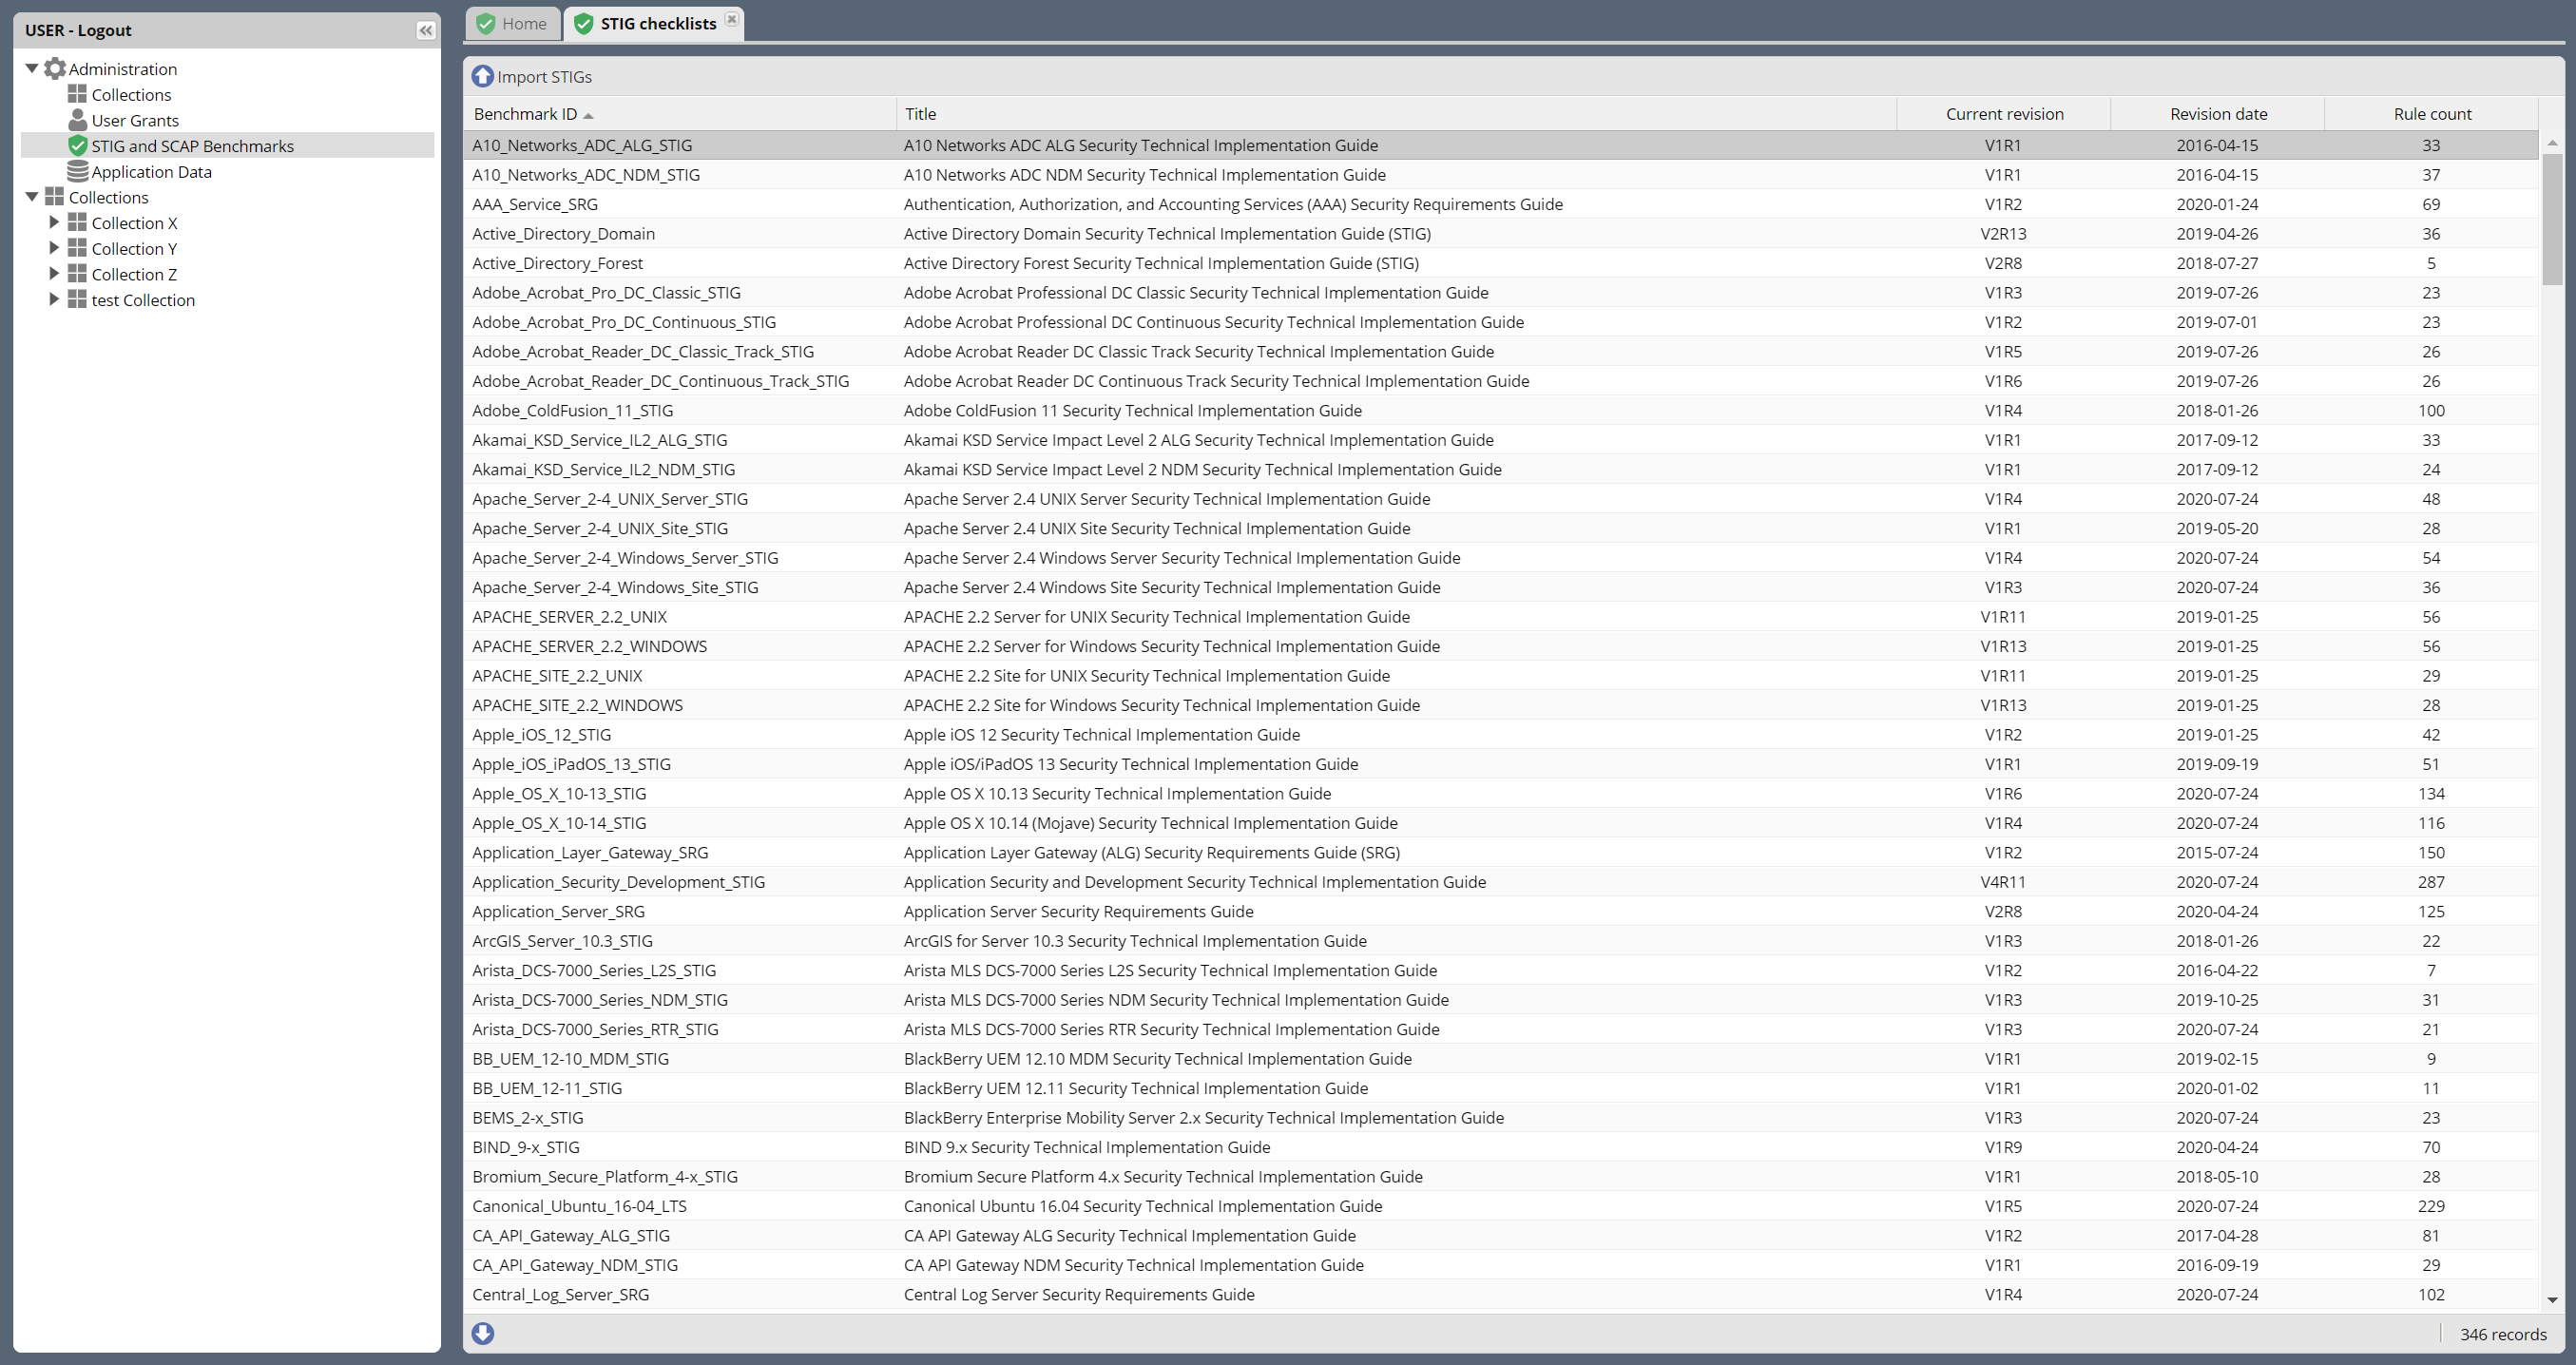 USER - Logout
Administration
Collections
User Grants
STIG and SCAP Benchmarks
Application Data
Collections
Collection X
Collection Y
Collection Z
test Collection
Home STIG checklists
Import STIGs
Benchmark ID Title Current revision Revision date Rule count
A10_Networks_ADC_ALG_STIG A10 Networks ADC ALG Security Technical Implementation Guide V1R1 2016-04-15 33
A10_Networks_ADC_NDM_STIG A10 Networks ADC NDM Security Technical Implementation Guide V1R1 2016-04-15 37
AAA_Service_SRG Authentication, Authorization, and Accounting Services (AAA) Security Requirements Guide V1R2 2020-01-24 69
Active_Directory_Domain Active Directory Domain Security Technical Implementation Guide (STIG) V2R13 2019-04-26 36
Active_Directory_Forest Active Directory Forest Security Technical Implementation Guide (STIG) V2R8 2018-07-27 5
Adobe_Acrobat_Pro_DC_Classic_STIG Adobe Acrobat Professional DC Classic Security Technical Implementation Guide V1R3 2019-07-26 23
Adobe_Acrobat_Pro_DC_Continuous_STIG Adobe Acrobat Professional DC Continuous Security Technical Implementation Guide V1R2 2019-07-01 23
Adobe_Acrobat_Reader_DC_Classic_Track_STIG Adobe Acrobat Reader DC Classic Track Security Technical Implementation Guide V1R5 2019-07-26 26
Adobe_Acrobat_Reader_DC_Continuous_Track_STIG Adobe Acrobat Reader DC Continuous Track Security Technical Implementation Guide V1R6 2019-07-26 26
Adobe_ColdFusion_11_STIG Adobe ColdFusion 11 Security Technical Implementation Guide V1R4 2018-01-26 100
Akamai_KSD_Service_IL2_ALG_STIG Akamai KSD Service Impact Level 2 ALG Security Technical Implementation Guide V1R1 2017-09-12 33
Akamai_KSD_Service_IL2_NDM_STIG Akamai KSD Service Impact Level 2 NDM Security Technical Implementation Guide V1R1 2017-09-12 24
Apache_Server_2-4_UNIX_Server_STIG Apache Server 2.4 UNIX Server Security Technical Implementation Guide V1R4 2020-07-24 48
Apache_Server_2-4_UNIX_Site_STIG Apache Server 2.4 UNIX Site Security Technical Implementation Guide V1R1 2019-05-20 28
Apache_Server_2-4_Windows_Server_STIG Apache Server 2.4 Windows Server Security Technical Implementation Guide V1R4 2020-07-24 54
Apache_Server_2-4_Windows_Site_STIG Apache Server 2.4 Windows Site Security Technical Implementation Guide V1R3 2020-07-24 36
APACHE_SERVER_2.2_UNIX APACHE 2.2 Server for UNIX Security Technical Implementation Guide V1R11 2019-01-25 56
APACHE_SERVER_2.2_WINDOWS APACHE 2.2 Server for Windows Security Technical Implementation Guide V1R13 2019-01-25 56
APACHE_SITE_2.2_UNIX APACHE 2.2 Site for UNIX Security Technical Implementation Guide V1R11 2019-01-25 29
APACHE_SITE_2.2_WINDOWS APACHE 2.2 Site for Windows Security Technical Implementation Guide V1R13 2019-01-25 28
Apple_iOS_12_STIG Apple iOS 12 Security Technical Implementation Guide V1R2 2019-01-25 42
Apple_iOS_iPadOS_13_STIG Apple iOS/iPadOS 13 Security Technical Implementation Guide V1R1 2019-09-19 51
Apple_OS_X_10-13_STIG Apple OS X 10.13 Security Technical Implementation Guide V1R6 2020-07-24 134
Apple_OS_X_10-14_STIG Apple OS X 10.14 (Mojave) Security Technical Implementation Guide V1R4 2020-07-24 116
Application_Layer_Gateway_SRG Application Layer Gateway (ALG) Security Requirements Guide (SRG) V1R2 2015-07-24 150
Application_Security_Development_STIG Application Security and Development Security Technical Implementation Guide V4R11 2020-07-24 287
Application_Server_SRG Application Server Security Requirements Guide V2R8 2020-04-24 125
ArcGIS_Server_10.3_STIG ArcGIS for Server 10.3 Security Technical Implementation Guide V1R3 2018-01-26 22
Arista_DCS-7000_Series_L2S_STIG Arista MLS DCS-7000 Series L2S Security Technical Implementation Guide V1R2 2016-04-22 7
Arista_DCS-7000_Series_NDM_STIG Arista MLS DCS-7000 Series NDM Security Technical Implementation Guide V1R3 2019-10-25 31
Arista_DCS-7000_Series_RTR_STIG Arista MLS DCS-7000 Series RTR Security Technical Implementation Guide V1R3 2020-07-24 21
BB_UEM_12-10_MDM_STIG BlackBerry UEM 12.10 MDM Security Technical Implementation Guide V1R1 2019-02-15 9
BB_UEM_12-11_STIG BlackBerry UEM 12.11 Security Technical Implementation Guide V1R1 2020-01-02 11
BEMS_2-x_STIG BlackBerry Enterprise Mobility Server 2.x Security Technical Implementation Guide V1R3 2020-07-24 23
BIND_9-x_STIG BIND 9.x Security Technical Implementation Guide V1R9 2020-04-24 70
Bromium_Secure_Platform_4-x_STIG Bromium Secure Platform 4.x Security Technical Implementation Guide V1R1 2018-05-10 28
Canonical_Ubuntu_16-04_LTS Canonical Ubuntu 16.04 Security Technical Implementation Guide V1R5 2020-07-24 229
CA_API_Gateway_ALG_STIG CA API Gateway ALG Security Technical Implementation Guide V1R2 2017-04-28 81
CA_API_Gateway_NDM_STIG CA API Gateway NDM Security Technical Implementation Guide V1R1 2016-09-19 29
Central_Log_Server_SRG Central Log Server Security Requirements Guide V1R4 2020-07-24 102
346 records